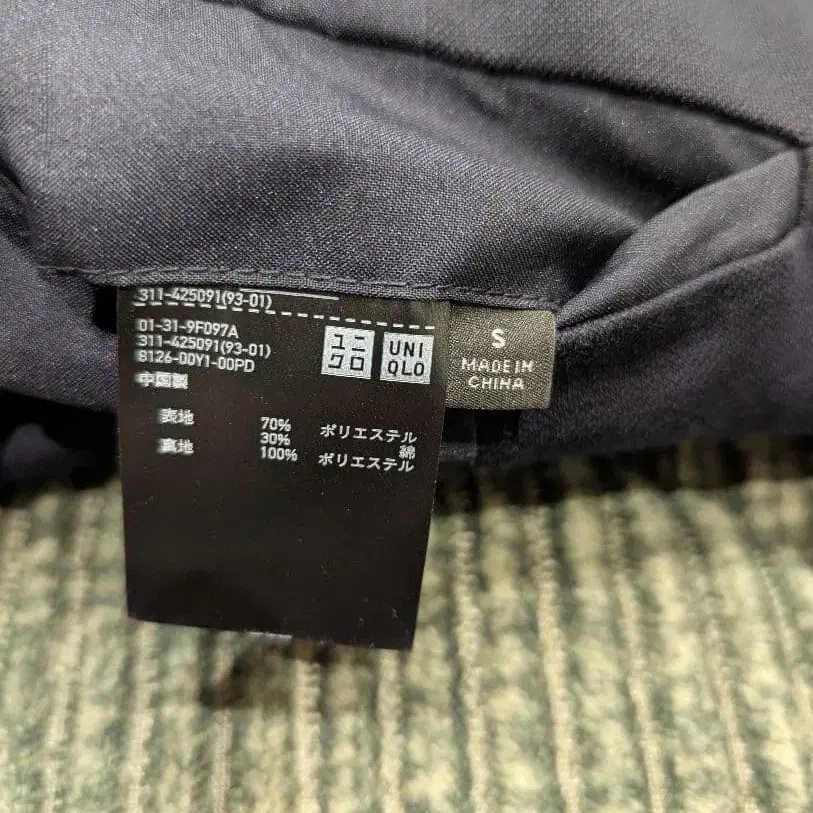 311-425091(93-01)
01-31-9F097A
311-425091(93-01)
8126-00Y1-00PD
中国製
ユニクロ
UNI
QLO
S
MADE IN
CHINA
表地 70% ポリエステル
30% 綿
裏地 100% ポリエステル